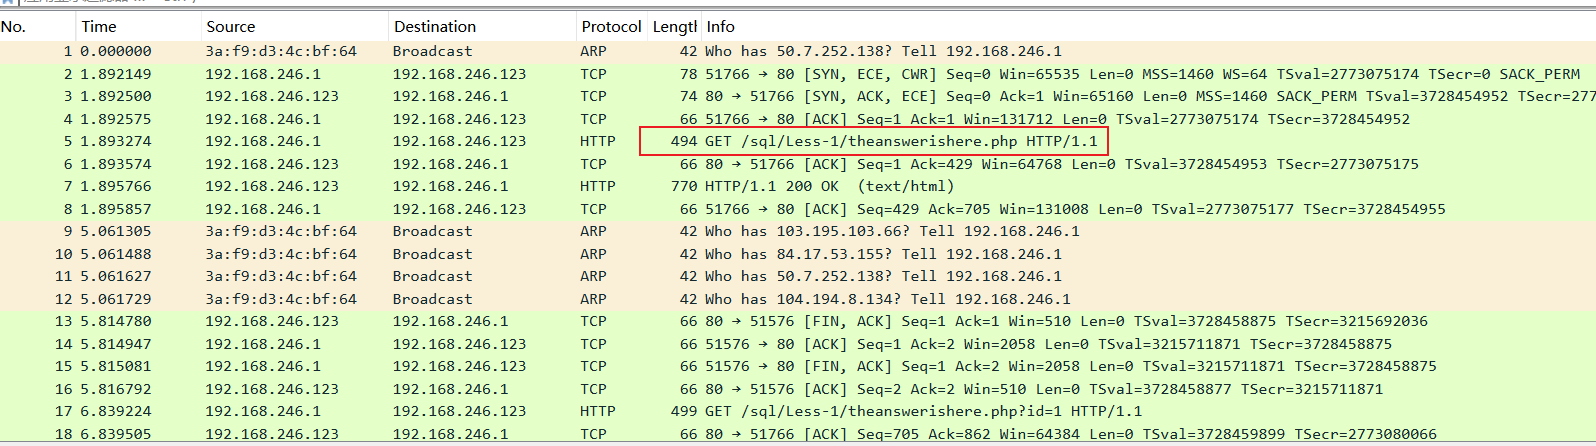 No. Time Source Destination Protocol Length Info
1 0.000000 3a:f9:d3:4c:bf:64 Broadcast ARP 42 Who has 50.7.252.138? Tell 192.168.246.1
2 1.892149 192.168.246.1 192.168.246.123 TCP 78 51766 → 80 [SYN, ECE, CWR] Seq=0 Win=65535 Len=0 MSS=1460 WS=64 TSval=2773075174 TSecr=0 SACK_PERM
3 1.892500 192.168.246.123 192.168.246.1 TCP 74 80 → 51766 [SYN, ACK, ECE] Seq=0 Ack=1 Win=65160 Len=0 MSS=1460 SACK_PERM TSval=3728454952 TSecr=277
4 1.892575 192.168.246.1 192.168.246.123 TCP 66 51766 → 80 [ACK] Seq=1 Ack=1 Win=131712 Len=0 TSval=2773075174 TSecr=3728454952
5 1.893274 192.168.246.1 192.168.246.123 HTTP 494 GET /sql/Less-1/theanswerishere.php HTTP/1.1
6 1.893574 192.168.246.123 192.168.246.1 TCP 66 80 → 51766 [ACK] Seq=1 Ack=429 Win=64768 Len=0 TSval=3728454953 TSecr=2773075175
7 1.895766 192.168.246.123 192.168.246.1 HTTP 770 HTTP/1.1 200 OK (text/html)
8 1.895857 192.168.246.1 192.168.246.123 TCP 66 51766 → 80 [ACK] Seq=429 Ack=705 Win=131008 Len=0 TSval=2773075177 TSecr=3728454955
9 5.061305 3a:f9:d3:4c:bf:64 Broadcast ARP 42 Who has 103.195.103.66? Tell 192.168.246.1
10 5.061488 3a:f9:d3:4c:bf:64 Broadcast ARP 42 Who has 84.17.53.155? Tell 192.168.246.1
11 5.061627 3a:f9:d3:4c:bf:64 Broadcast ARP 42 Who has 50.7.252.138? Tell 192.168.246.1
12 5.061729 3a:f9:d3:4c:bf:64 Broadcast ARP 42 Who has 104.194.8.134? Tell 192.168.246.1
13 5.814780 192.168.246.123 192.168.246.1 TCP 66 80 → 51576 [FIN, ACK] Seq=1 Ack=1 Win=510 Len=0 TSval=3728458875 TSecr=3215692036
14 5.814947 192.168.246.1 192.168.246.123 TCP 66 51576 → 80 [ACK] Seq=1 Ack=2 Win=2058 Len=0 TSval=3215711871 TSecr=3728458875
15 5.815081 192.168.246.1 192.168.246.123 TCP 66 51576 → 80 [FIN, ACK] Seq=1 Ack=2 Win=2058 Len=0 TSval=3215711871 TSecr=3728458875
16 5.816792 192.168.246.123 192.168.246.1 TCP 66 80 → 51576 [ACK] Seq=2 Ack=2 Win=510 Len=0 TSval=3728458877 TSecr=3215711871
17 6.839224 192.168.246.1 192.168.246.123 HTTP 499 GET /sql/Less-1/theanswerishere.php?id=1 HTTP/1.1
18 6.839505 192.168.246.123 192.168.246.1 TCP 66 80 → 51766 [ACK] Seq=705 Ack=862 Win=64384 Len=0 TSval=3728459899 TSecr=2773080066